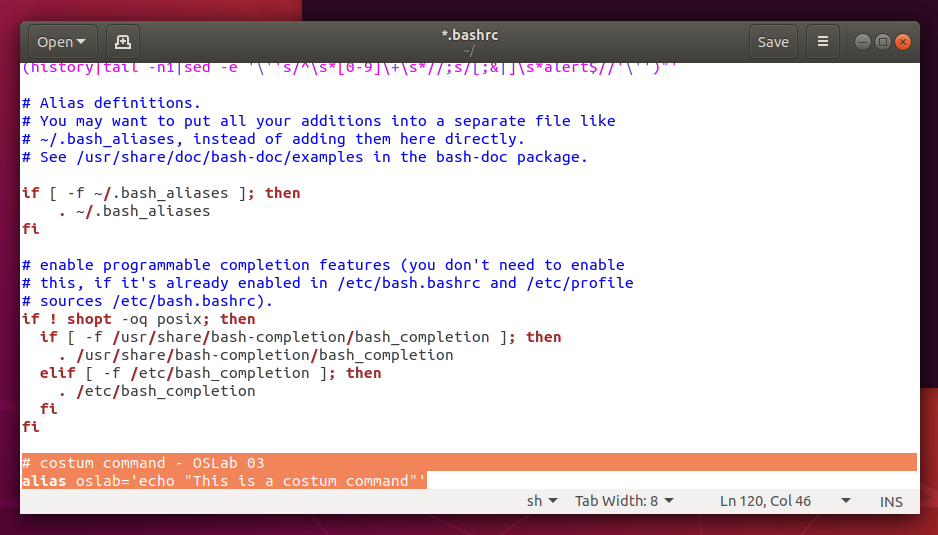 Open
*.bashrc
~/
Save
(history|tail -n1|sed -e '\''s/^\s*[0-9]\+\s*//;s/[;&|]\s*alert$//'\'')"'
# Alias definitions.
# You may want to put all your additions into a separate file like
# ~/.bash_aliases, instead of adding them here directly.
# See /usr/share/doc/bash-doc/examples in the bash-doc package.
if [ -f ~/.bash_aliases ]; then
    . ~/.bash_aliases
fi
# enable programmable completion features (you don't need to enable
# this, if it's already enabled in /etc/bash.bashrc and /etc/profile
# sources /etc/bash.bashrc).
if ! shopt -oq posix; then
  if [ -f /usr/share/bash-completion/bash_completion ]; then
    . /usr/share/bash-completion/bash_completion
  elif [ -f /etc/bash_completion ]; then
    . /etc/bash_completion
  fi
fi
# costum command - OSLab 03
alias oslab='echo "This is a costum command"'
sh Tab Width: 8 Ln 120, Col 46 INS